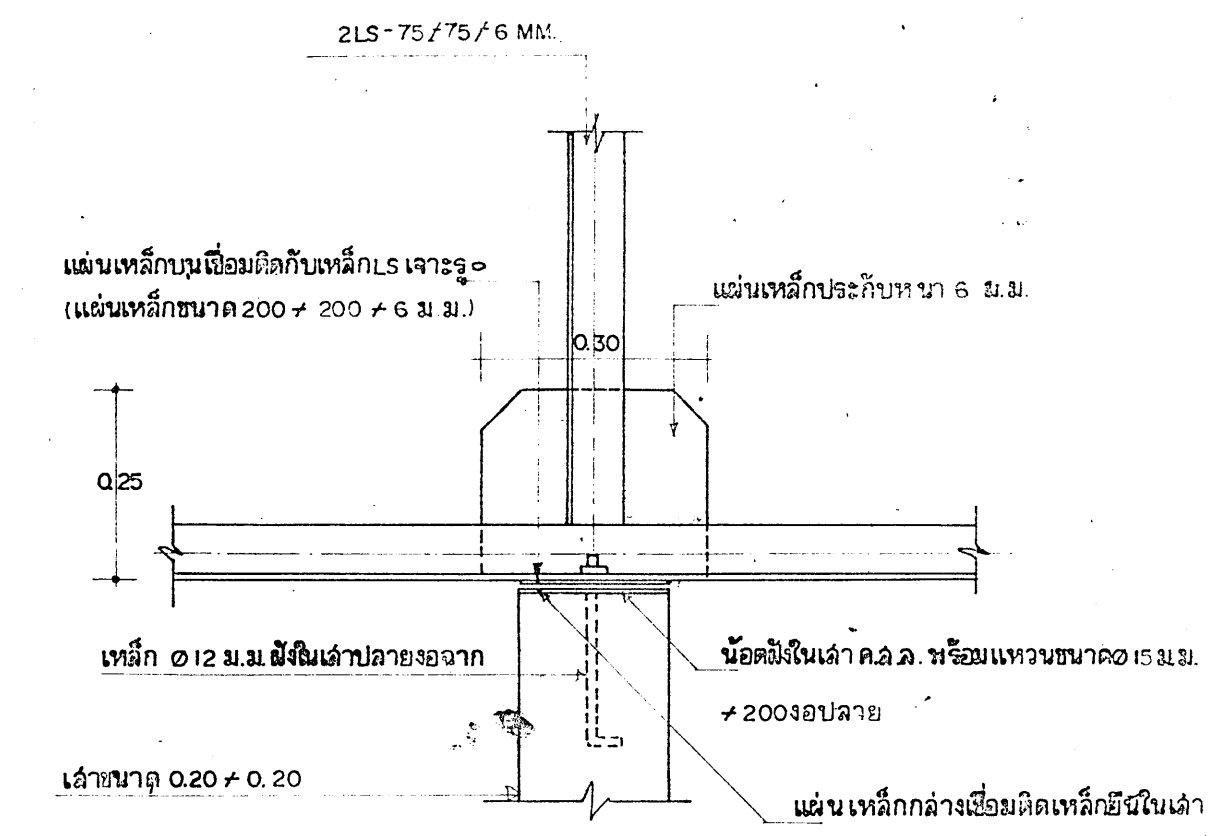 2LS-75/75/6 MM.
แผ่นเหล็กบนเชื่อมติดกับเหล็กLS เจาะรู
(แผ่นเหล็กขนาด 200 / 200 / 6 ม.ม.)
แผ่นเหล็กประกับหนา 6 ม.ม.
0.30
0.25
เหล็ก Ø 12 ม.ม. ฝังในเสาปลายงอฉาก
น๊อตฝังในเสา ค.ส.ล. พร้อมแหวนขนาดØ 15 ม.ม.
/ 200 งอปลาย
เสาขนาด 0.20 / 0.20
แผ่นเหล็กล่างเชื่อมติดเหล็กยืนในเสา